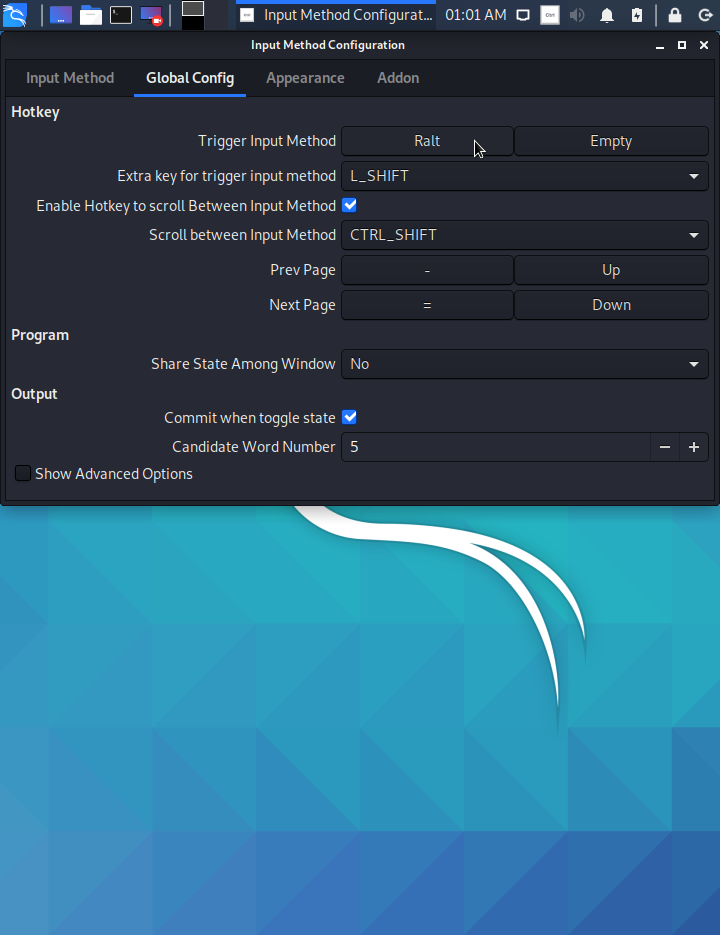 Input Method Configurat... 01:01 AM Ctrl
Input Method Configuration
Input Method Global Config Appearance Addon
Hotkey
Trigger Input Method Ralt Empty
Extra key for trigger input method L_SHIFT
Enable Hotkey to scroll Between Input Method
Scroll between Input Method CTRL_SHIFT
Prev Page - Up
Next Page = Down
Program
Share State Among Window No
Output
Commit when toggle state
Candidate Word Number 5 − +
Show Advanced Options